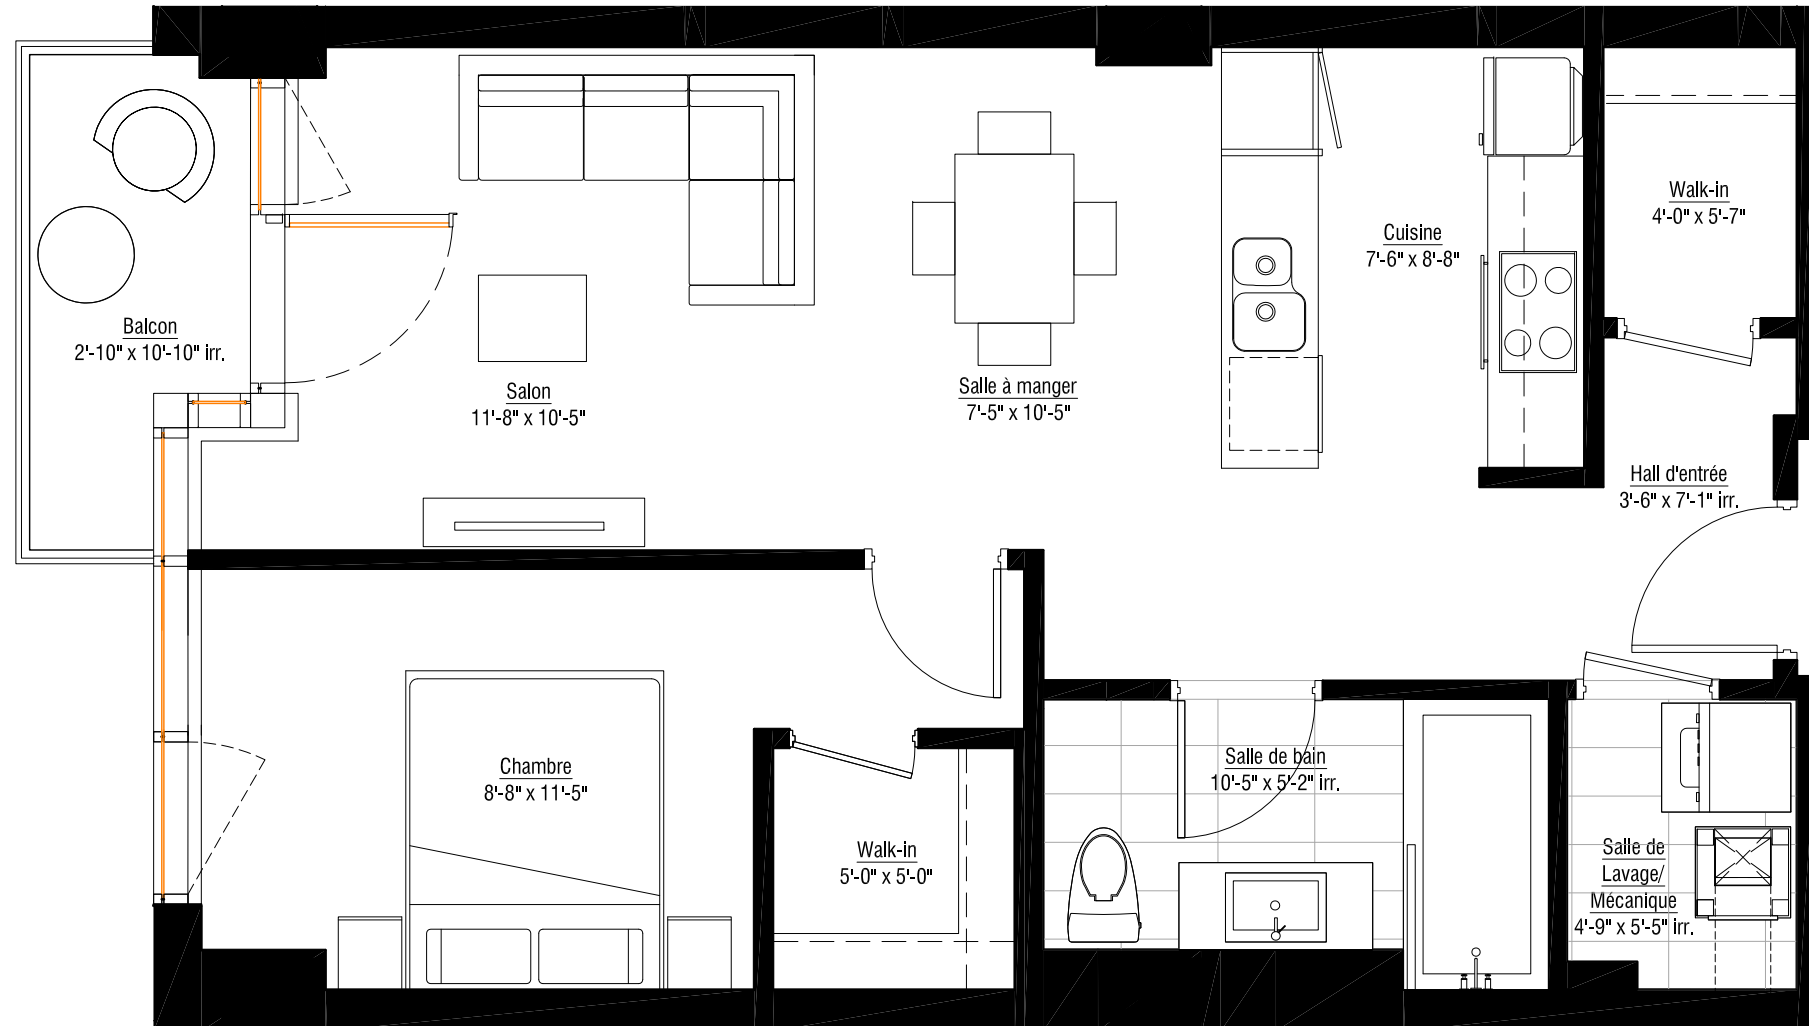 Walk-in
4'-0" x 5'-7"
Cuisine
7'-6" x 8'-8"
Balcon
2'-10" x 10'-10" irr.
Salon
11'-8" x 10'-5"
Salle à manger
7'-5" x 10'-5"
Hall d'entrée
3'-6" x 7'-1" irr.
Chambre
8'-8" x 11'-5"
Salle de bain
10'-5" x 5'-2" irr.
Walk-in
5'-0" x 5'-0"
Salle de
Lavage/
Mécanique
4'-9" x 5'-5" irr.